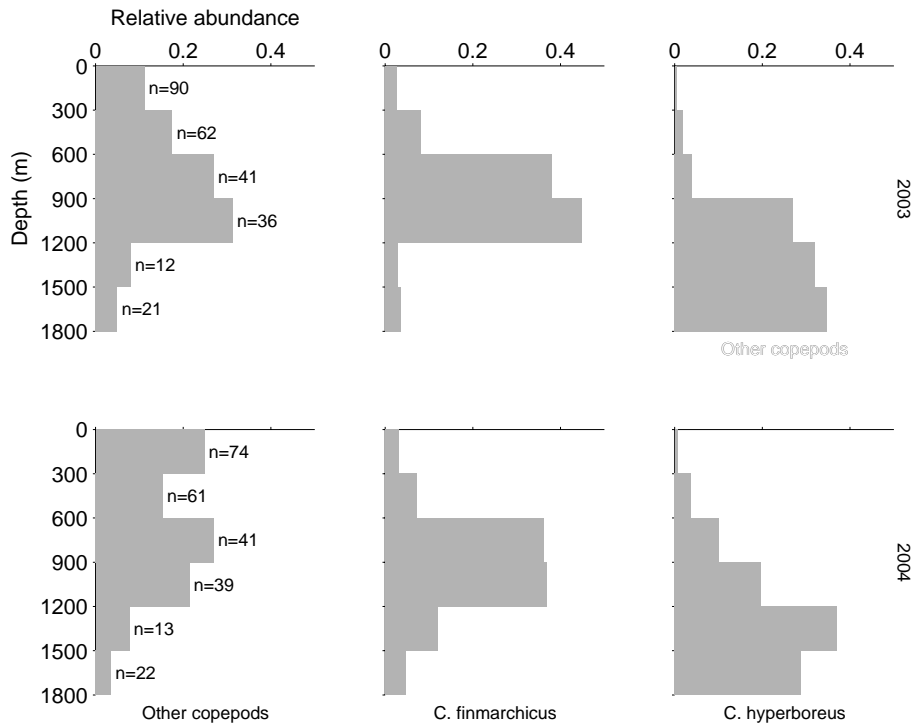 Relative abundance
0 0.2 0.4 0 0.2 0.4 0 0.2 0.4
0
300
600
900
1200
1500
1800
Depth (m)
n=90
n=62
n=41
n=36
n=12
n=21
2003
Other copepods
0
300
600
900
1200
1500
1800
n=74
n=61
n=41
n=39
n=13
n=22
2004
Other copepods C. finmarchicus C. hyperboreus